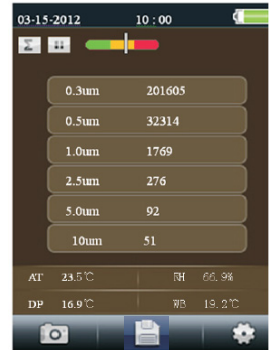 03-15-2012 10:00
Σ
0.3um 201605
0.5um 32314
1.0um 1769
2.5um 276
5.0um 92
10um 51
AT 23.5℃ RH 66.9%
DP 16.9℃ WB 19.2℃